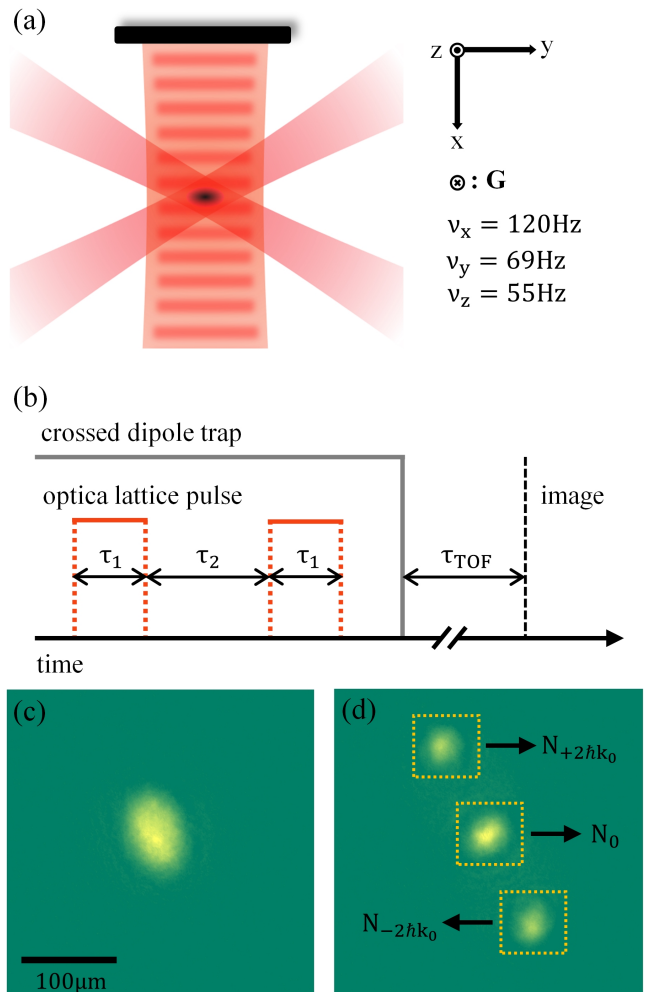 (a)
z
y
x
⊗: G
νx = 120Hz
νy = 69Hz
νz = 55Hz
(b)
crossed dipole trap
optica lattice pulse
image
τ1
τ2
τ1
τTOF
time
(c)
(d)
N+2ℏk0
N0
N−2ℏk0
100μm